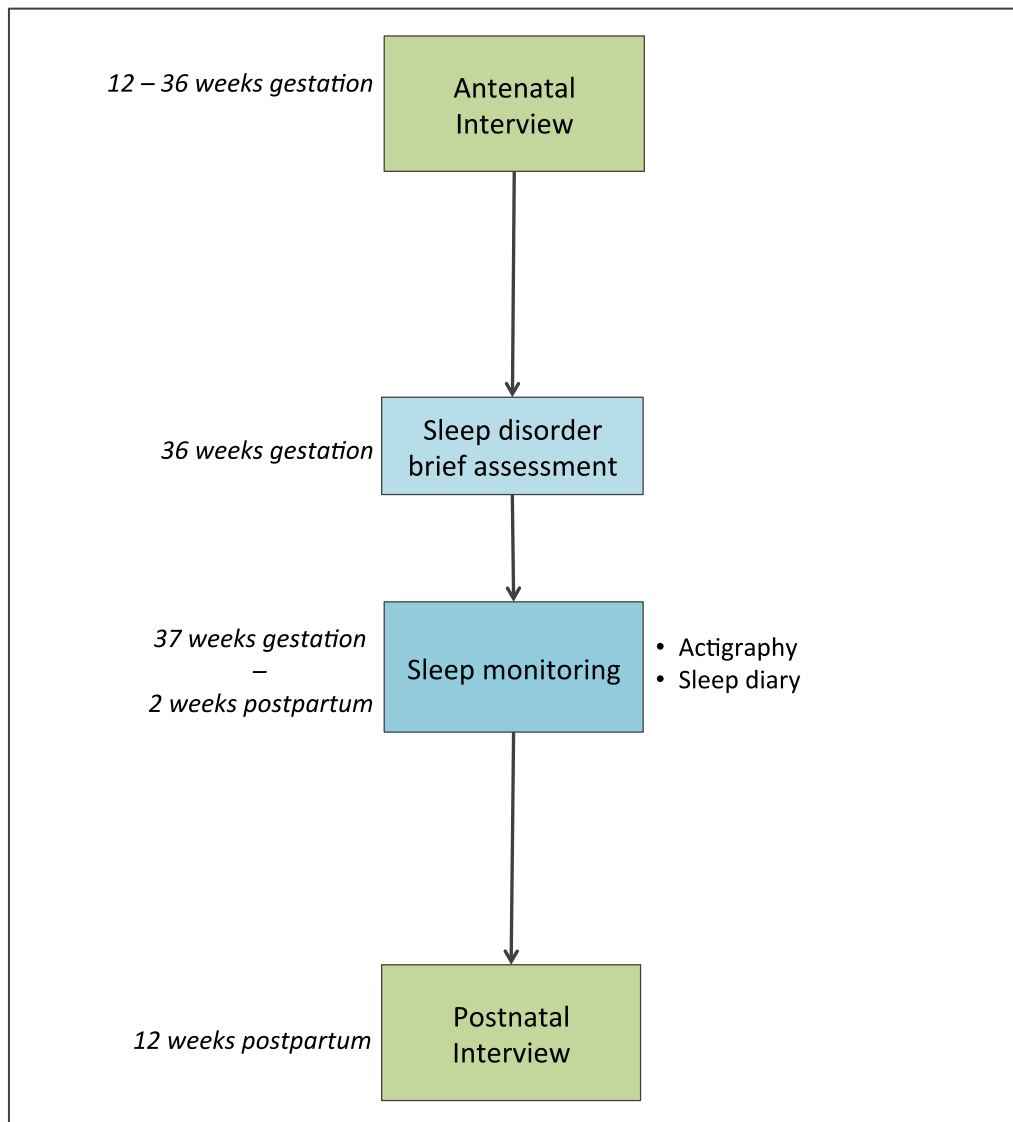 12 – 36 weeks gestation
Antenatal
Interview
36 weeks gestation
Sleep disorder
brief assessment
37 weeks gestation
–
2 weeks postpartum
Sleep monitoring
• Actigraphy
• Sleep diary
12 weeks postpartum
Postnatal
Interview